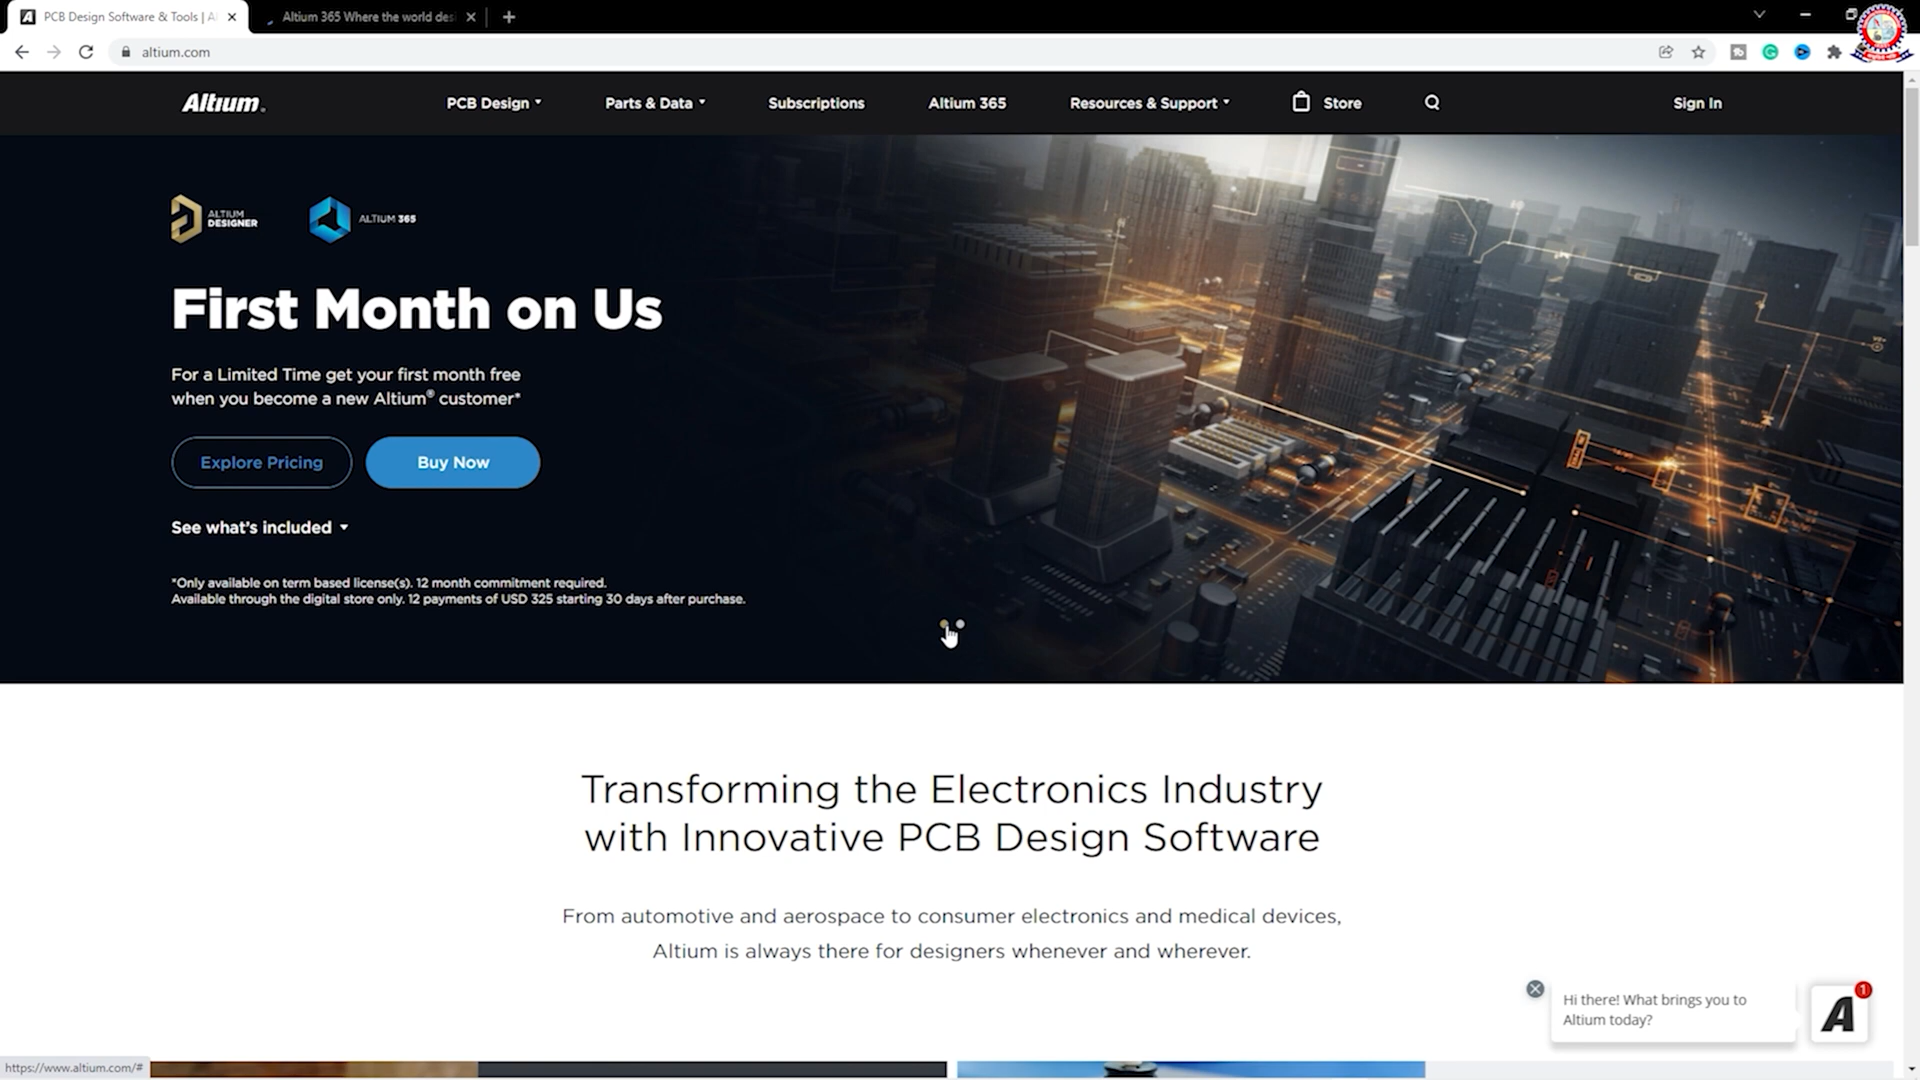 PCB Design Software & Tools | A
Altium 365 Where the world desi
altium.com
Altium.
PCB Design
Parts & Data
Subscriptions
Altium 365
Resources & Support
Store
Sign In
ALTIUM
DESIGNER
ALTIUM 365
First Month on Us
For a Limited Time get your first month free
when you become a new Altium® customer*
Explore Pricing
Buy Now
See what's included
*Only available on term based license(s). 12 month commitment required.
Available through the digital store only. 12 payments of USD 325 starting 30 days after purchase.
Transforming the Electronics Industry
with Innovative PCB Design Software
From automotive and aerospace to consumer electronics and medical devices,
Altium is always there for designers whenever and wherever.
Hi there! What brings you to
Altium today?
1
https://www.altium.com/#